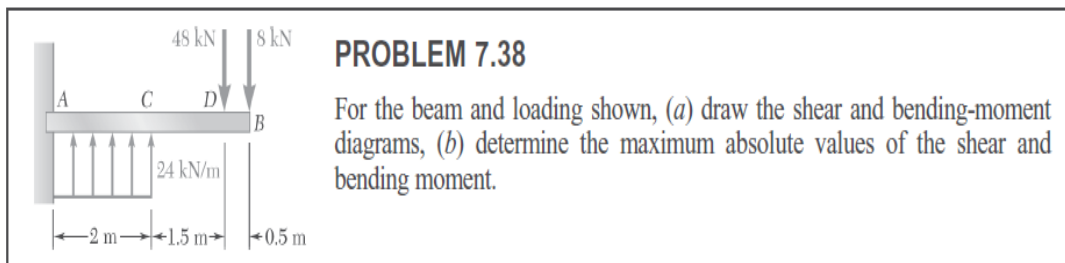 48 kN
8 kN
PROBLEM 7.38
A
C
D
B
For the beam and loading shown, (a) draw the shear and bending-moment
diagrams, (b) determine the maximum absolute values of the shear and
bending moment.
24 kN/m
2 m
1.5 m
0.5 m